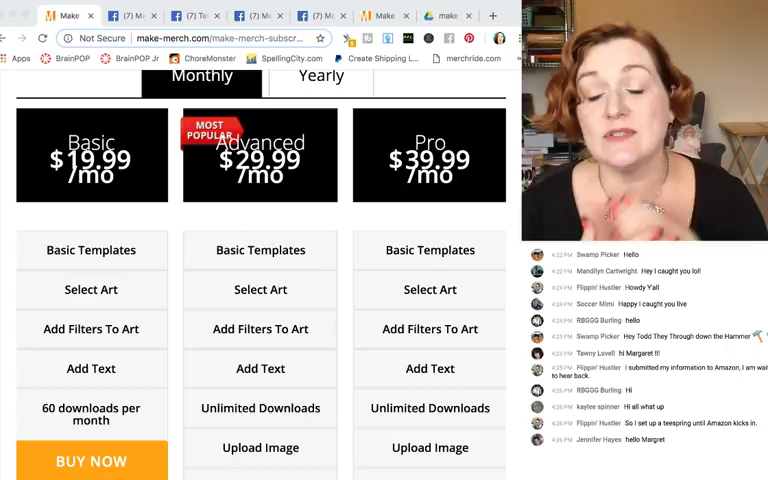 Make
(7) Ma
(7) Te
(7) Me
(7) Me
Make
make
Not Secure
make-merch.com/make-merch-subscr...
Apps
BrainPOP
BrainPOP Jr
ChoreMonster
SpellingCity.com
Create Shipping L...
merchride.com
Monthly
Yearly
Basic
$19.99
/mo
MOST
POPULAR
Advanced
$29.99
/mo
Pro
$39.99
/mo
Basic Templates
Basic Templates
Basic Templates
Select Art
Select Art
Select Art
Add Filters To Art
Add Filters To Art
Add Filters To Art
Add Text
Add Text
Add Text
60 downloads per
month
Unlimited Downloads
Unlimited Downloads
BUY NOW
Upload Image
Upload Image
4:22 PM Swamp Picker Hello
4:22 PM Mandilyn Cartwright Hey I caught you lol!
4:24 PM Flippin' Hustler Howdy Y'all
4:24 PM Soccer Mimi Happy I caught you live
4:24 PM RBGGG Burling hello
4:25 PM Swamp Picker Hey Todd They Through down the Hammer
4:25 PM Tawny Lovell hi Margaret !!!
4:25 PM Flippin' Hustler I submitted my information to Amazon, I am wai
to hear back.
4:26 PM RBGGG Burling Hi
4:26 PM kaylee spinner Hi all what up
4:26 PM Flippin' Hustler So I set up a teespring until Amazon kicks in.
4:26 PM Jennifer Hayes hello Margret